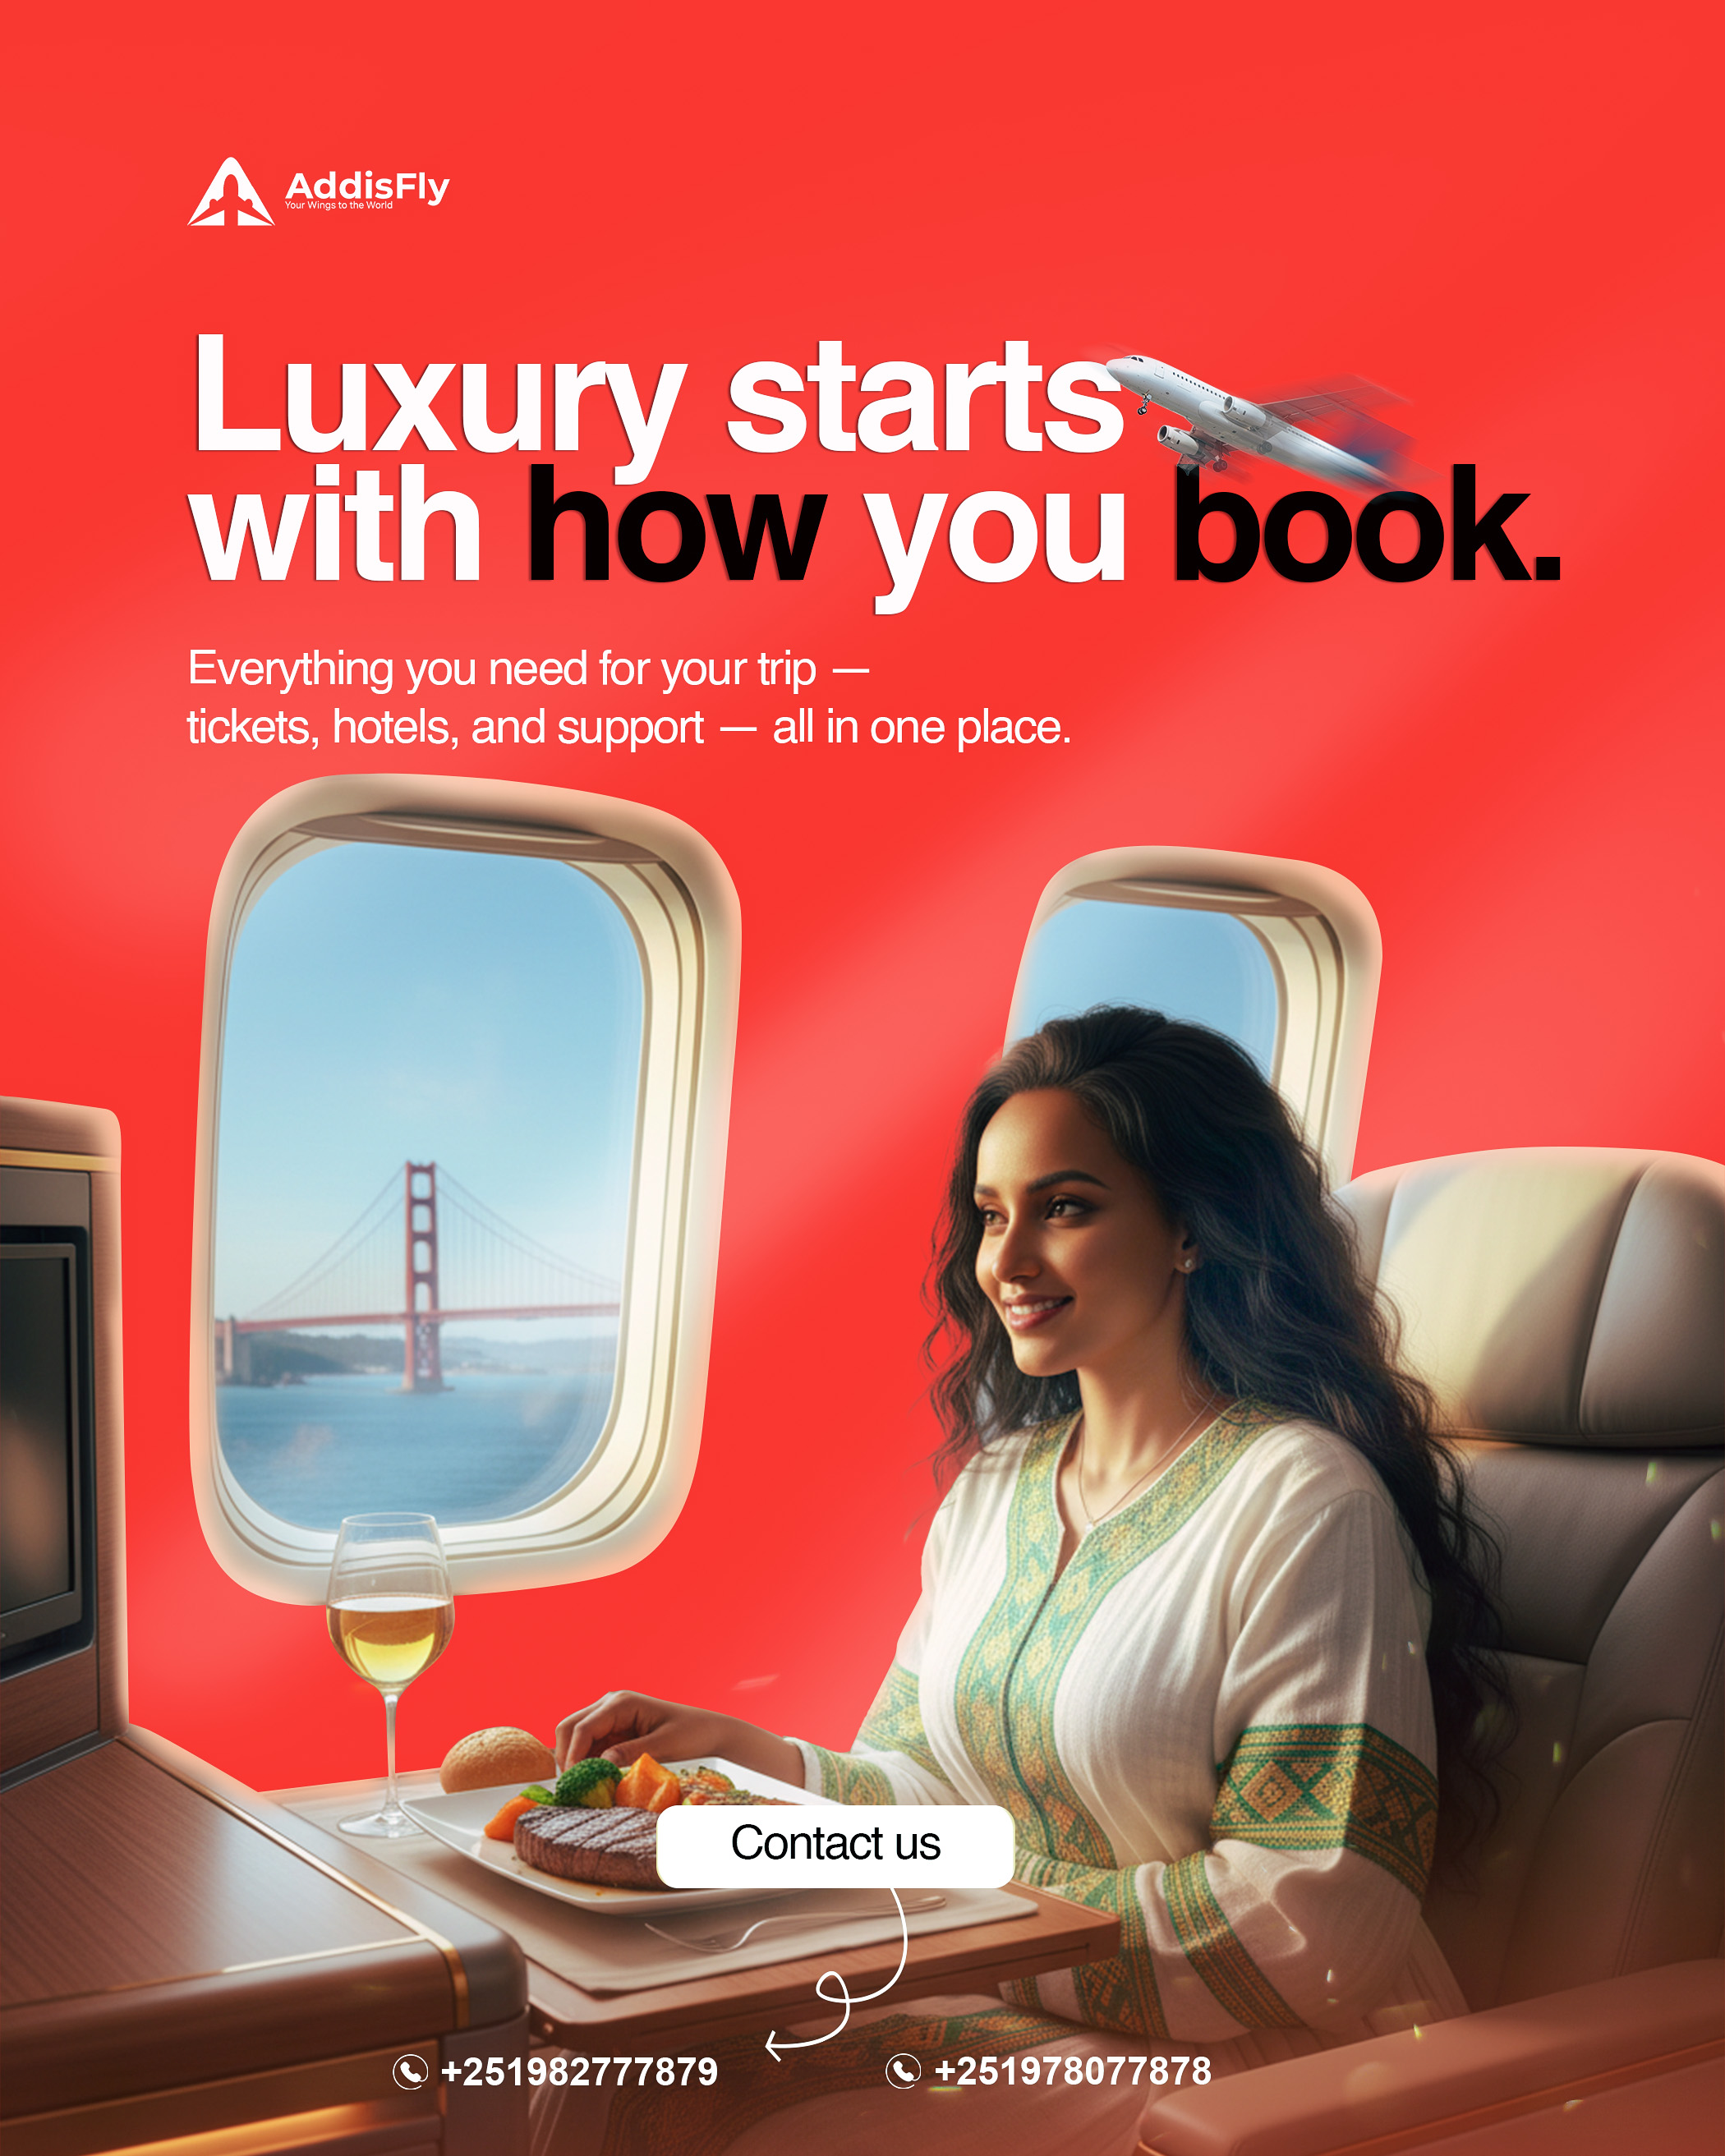 AddisFly
Your Wings to the World
Luxury starts
with how you book.
Everything you need for your trip —
tickets, hotels, and support — all in one place.
Contact us
+251982777879
+251978077878